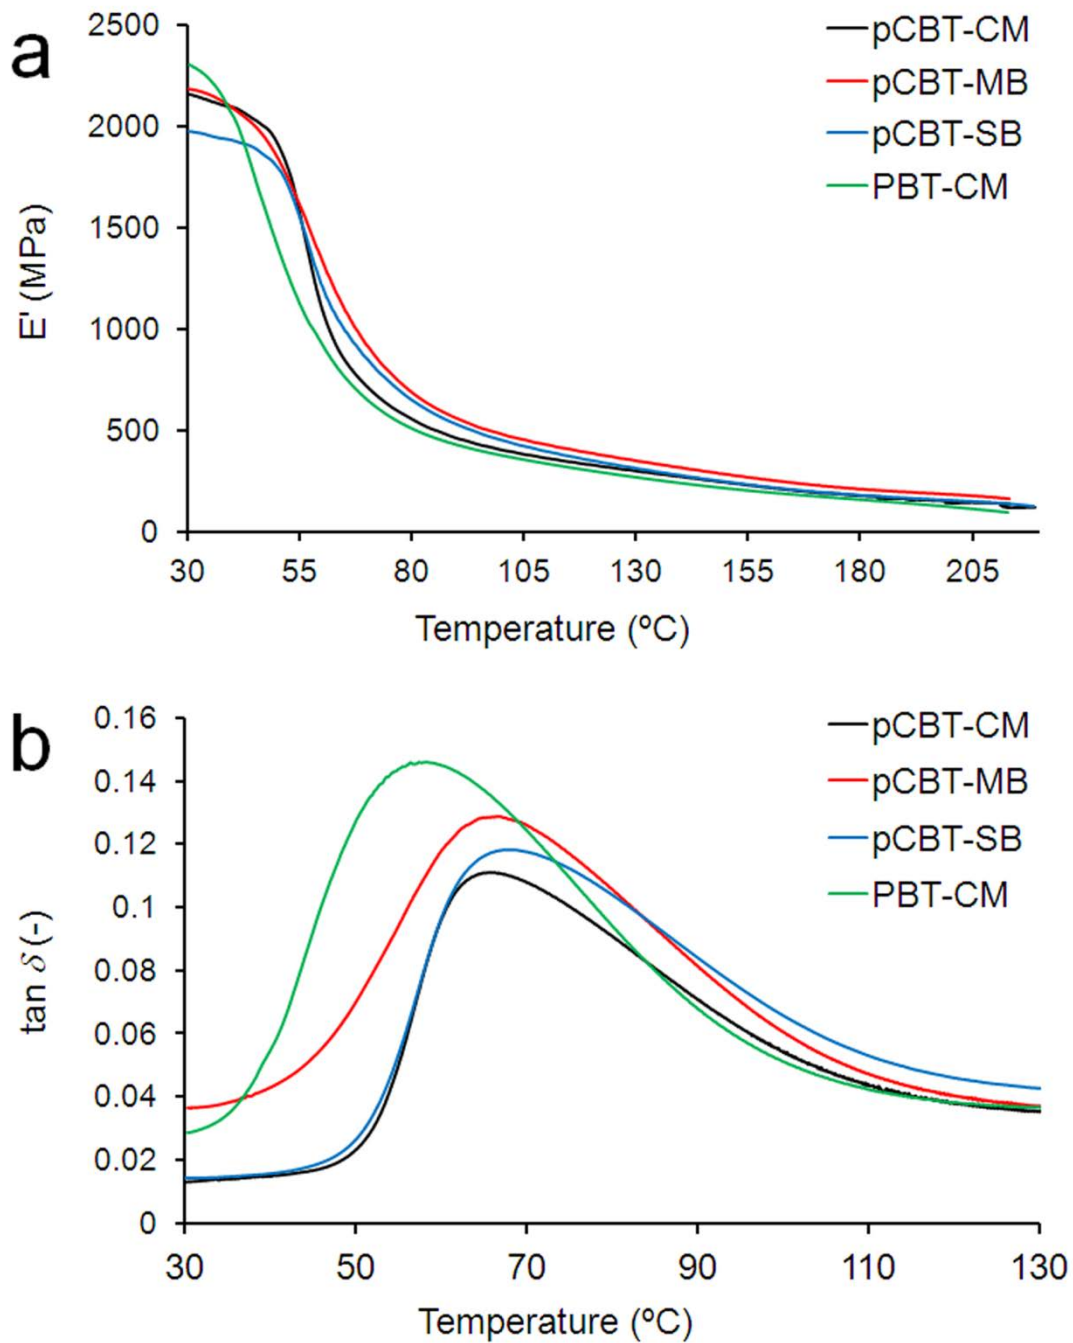 a
pCBT-CM
pCBT-MB
pCBT-SB
PBT-CM
2500
2000
1500
1000
500
0
E' (MPa)
30 55 80 105 130 155 180 205
Temperature (ºC)
b
pCBT-CM
pCBT-MB
pCBT-SB
PBT-CM
0.16
0.14
0.12
0.1
0.08
0.06
0.04
0.02
0
tan δ (-)
30 50 70 90 110 130
Temperature (ºC)